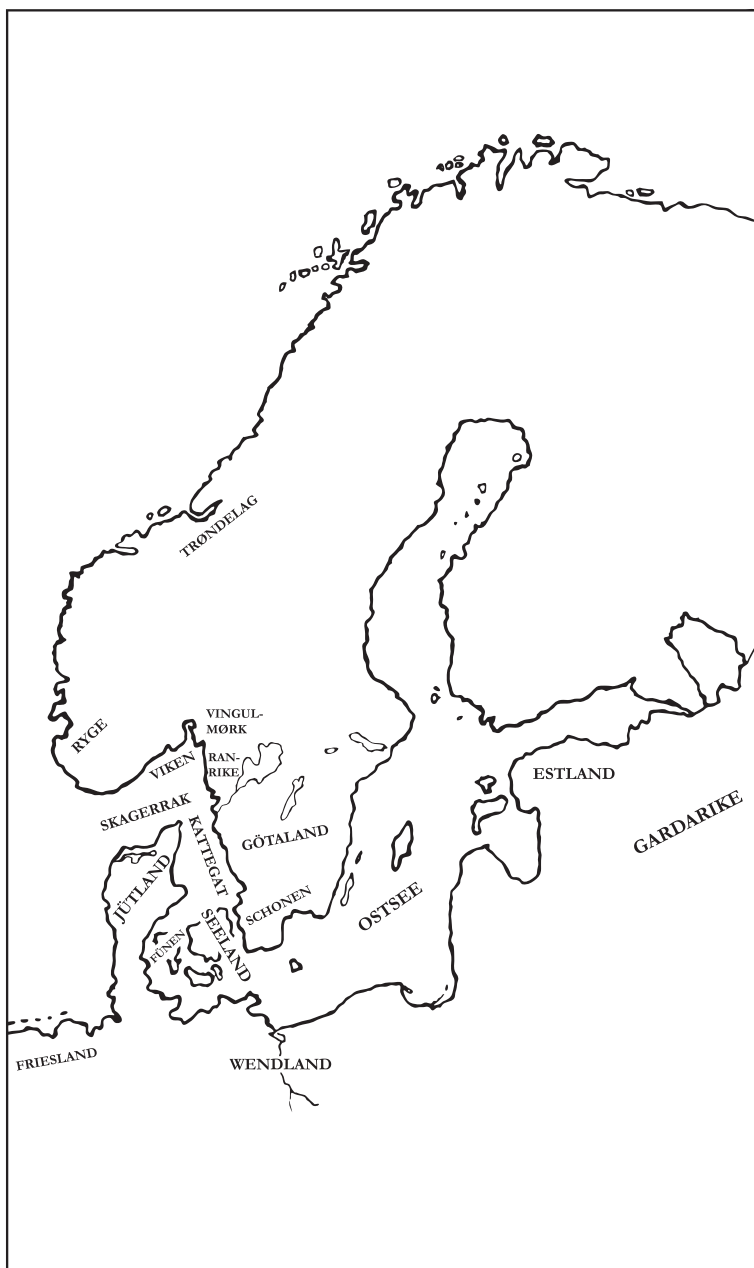 TRØNDELAG
RYGE
VINGUL-
MØRK
VIKEN
RAN-
RIKE
SKAGERRAK
KATTEGAT
GÖTALAND
ESTLAND
GARDARIKE
JÜTLAND
SCHONEN
OSTSEE
SEELAND
FÜNEN
FRIESLAND
WENDLAND